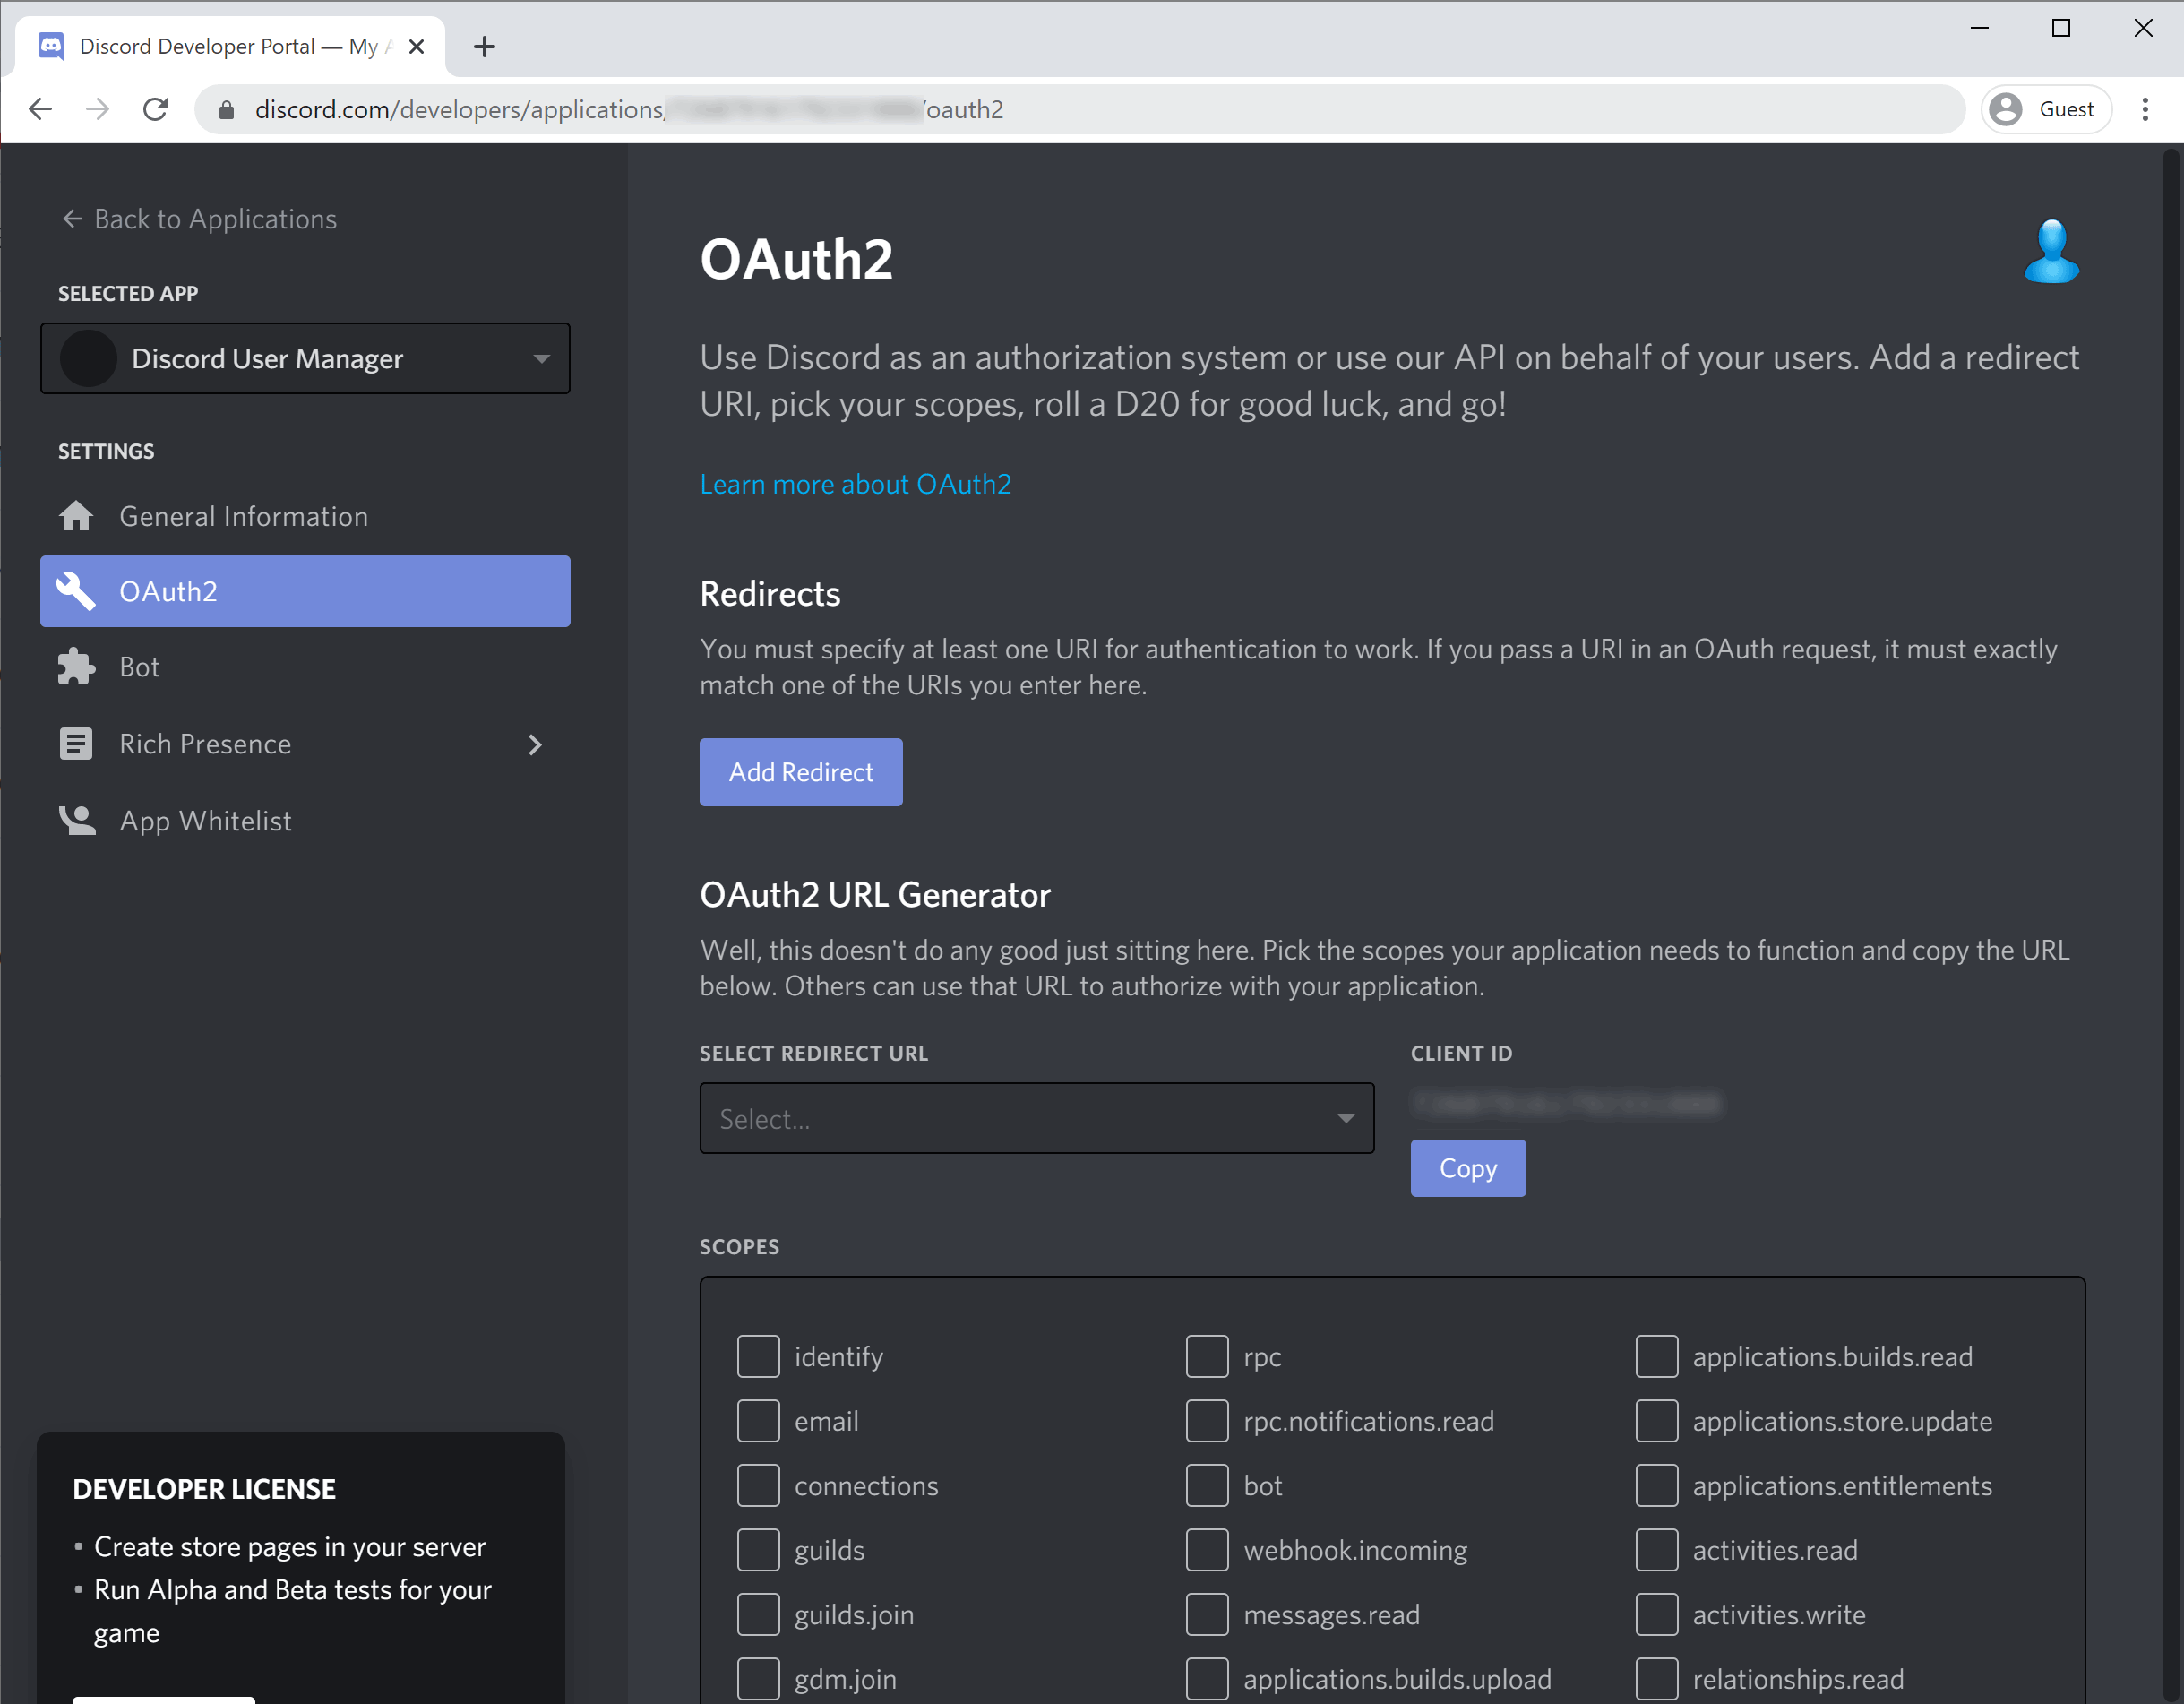 Discord Developer Portal — My
discord.com/developers/applications/ /oauth2
Guest
Back to Applications
SELECTED APP
Discord User Manager
SETTINGS
General Information
OAuth2
Bot
Rich Presence
App Whitelist
DEVELOPER LICENSE
• Create store pages in your server
• Run Alpha and Beta tests for your
game
OAuth2
Use Discord as an authorization system or use our API on behalf of your users. Add a redirect
URI, pick your scopes, roll a D20 for good luck, and go!
Learn more about OAuth2
Redirects
You must specify at least one URI for authentication to work. If you pass a URI in an OAuth request, it must exactly
match one of the URIs you enter here.
Add Redirect
OAuth2 URL Generator
Well, this doesn't do any good just sitting here. Pick the scopes your application needs to function and copy the URL
below. Others can use that URL to authorize with your application.
SELECT REDIRECT URL
Select...
CLIENT ID
Copy
SCOPES
identify
email
connections
guilds
guilds.join
gdm.join
rpc
rpc.notifications.read
bot
webhook.incoming
messages.read
applications.builds.upload
applications.builds.read
applications.store.update
applications.entitlements
activities.read
activities.write
relationships.read